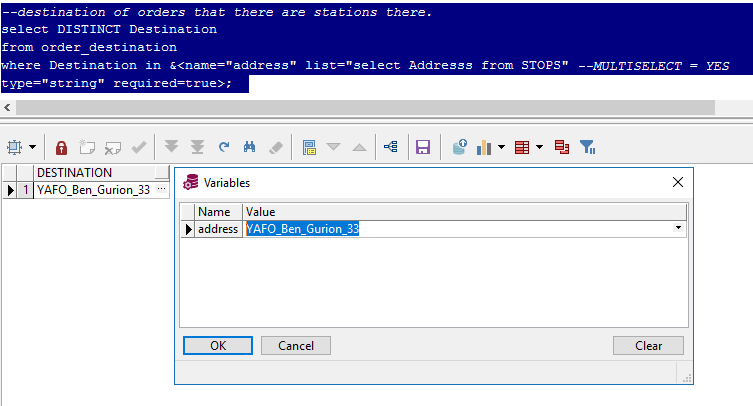 --destination of orders that there are stations there.
select DISTINCT Destination
from order_destination
where Destination in &<name="address" list="select Addresss from STOPS" --MULTISELECT = YES
type="string" required=true>;
DESTINATION
1 YAFO_Ben_Gurion_33 ...
Variables
Name Value
address YAFO_Ben_Gurion_33
OK Cancel Clear